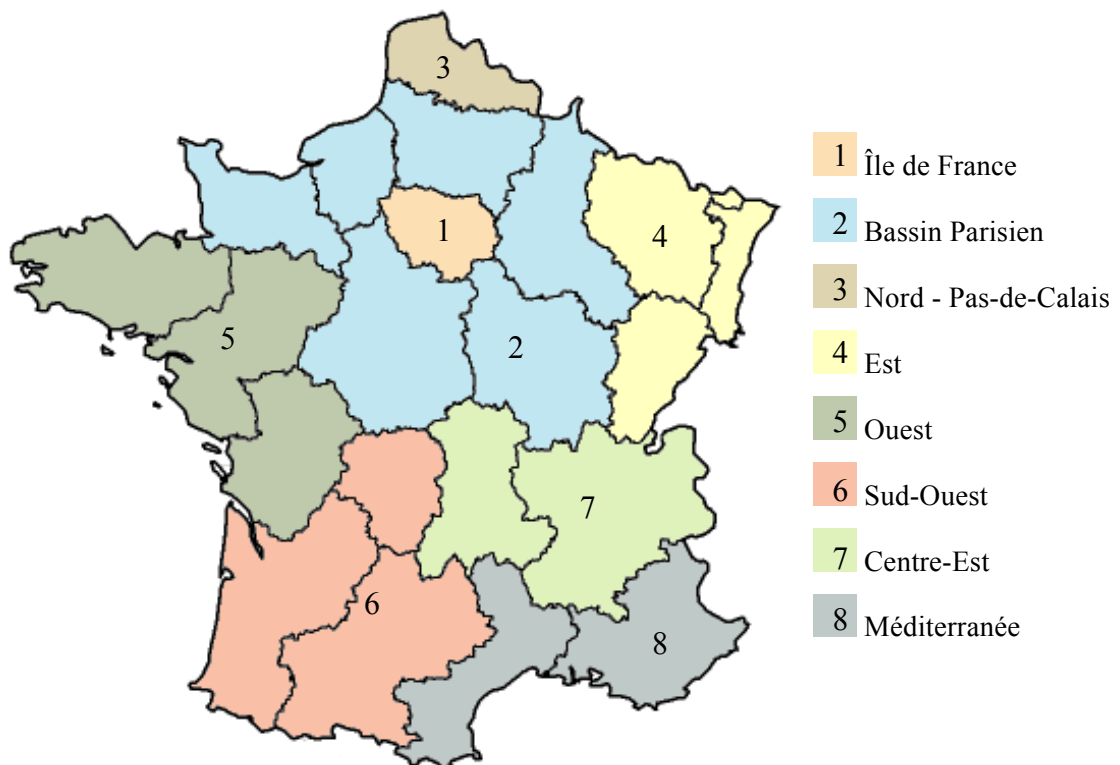 3
1
4
5
2
7
6
8
1 Île de France
2 Bassin Parisien
3 Nord - Pas-de-Calais
4 Est
5 Ouest
6 Sud-Ouest
7 Centre-Est
8 Méditerranée